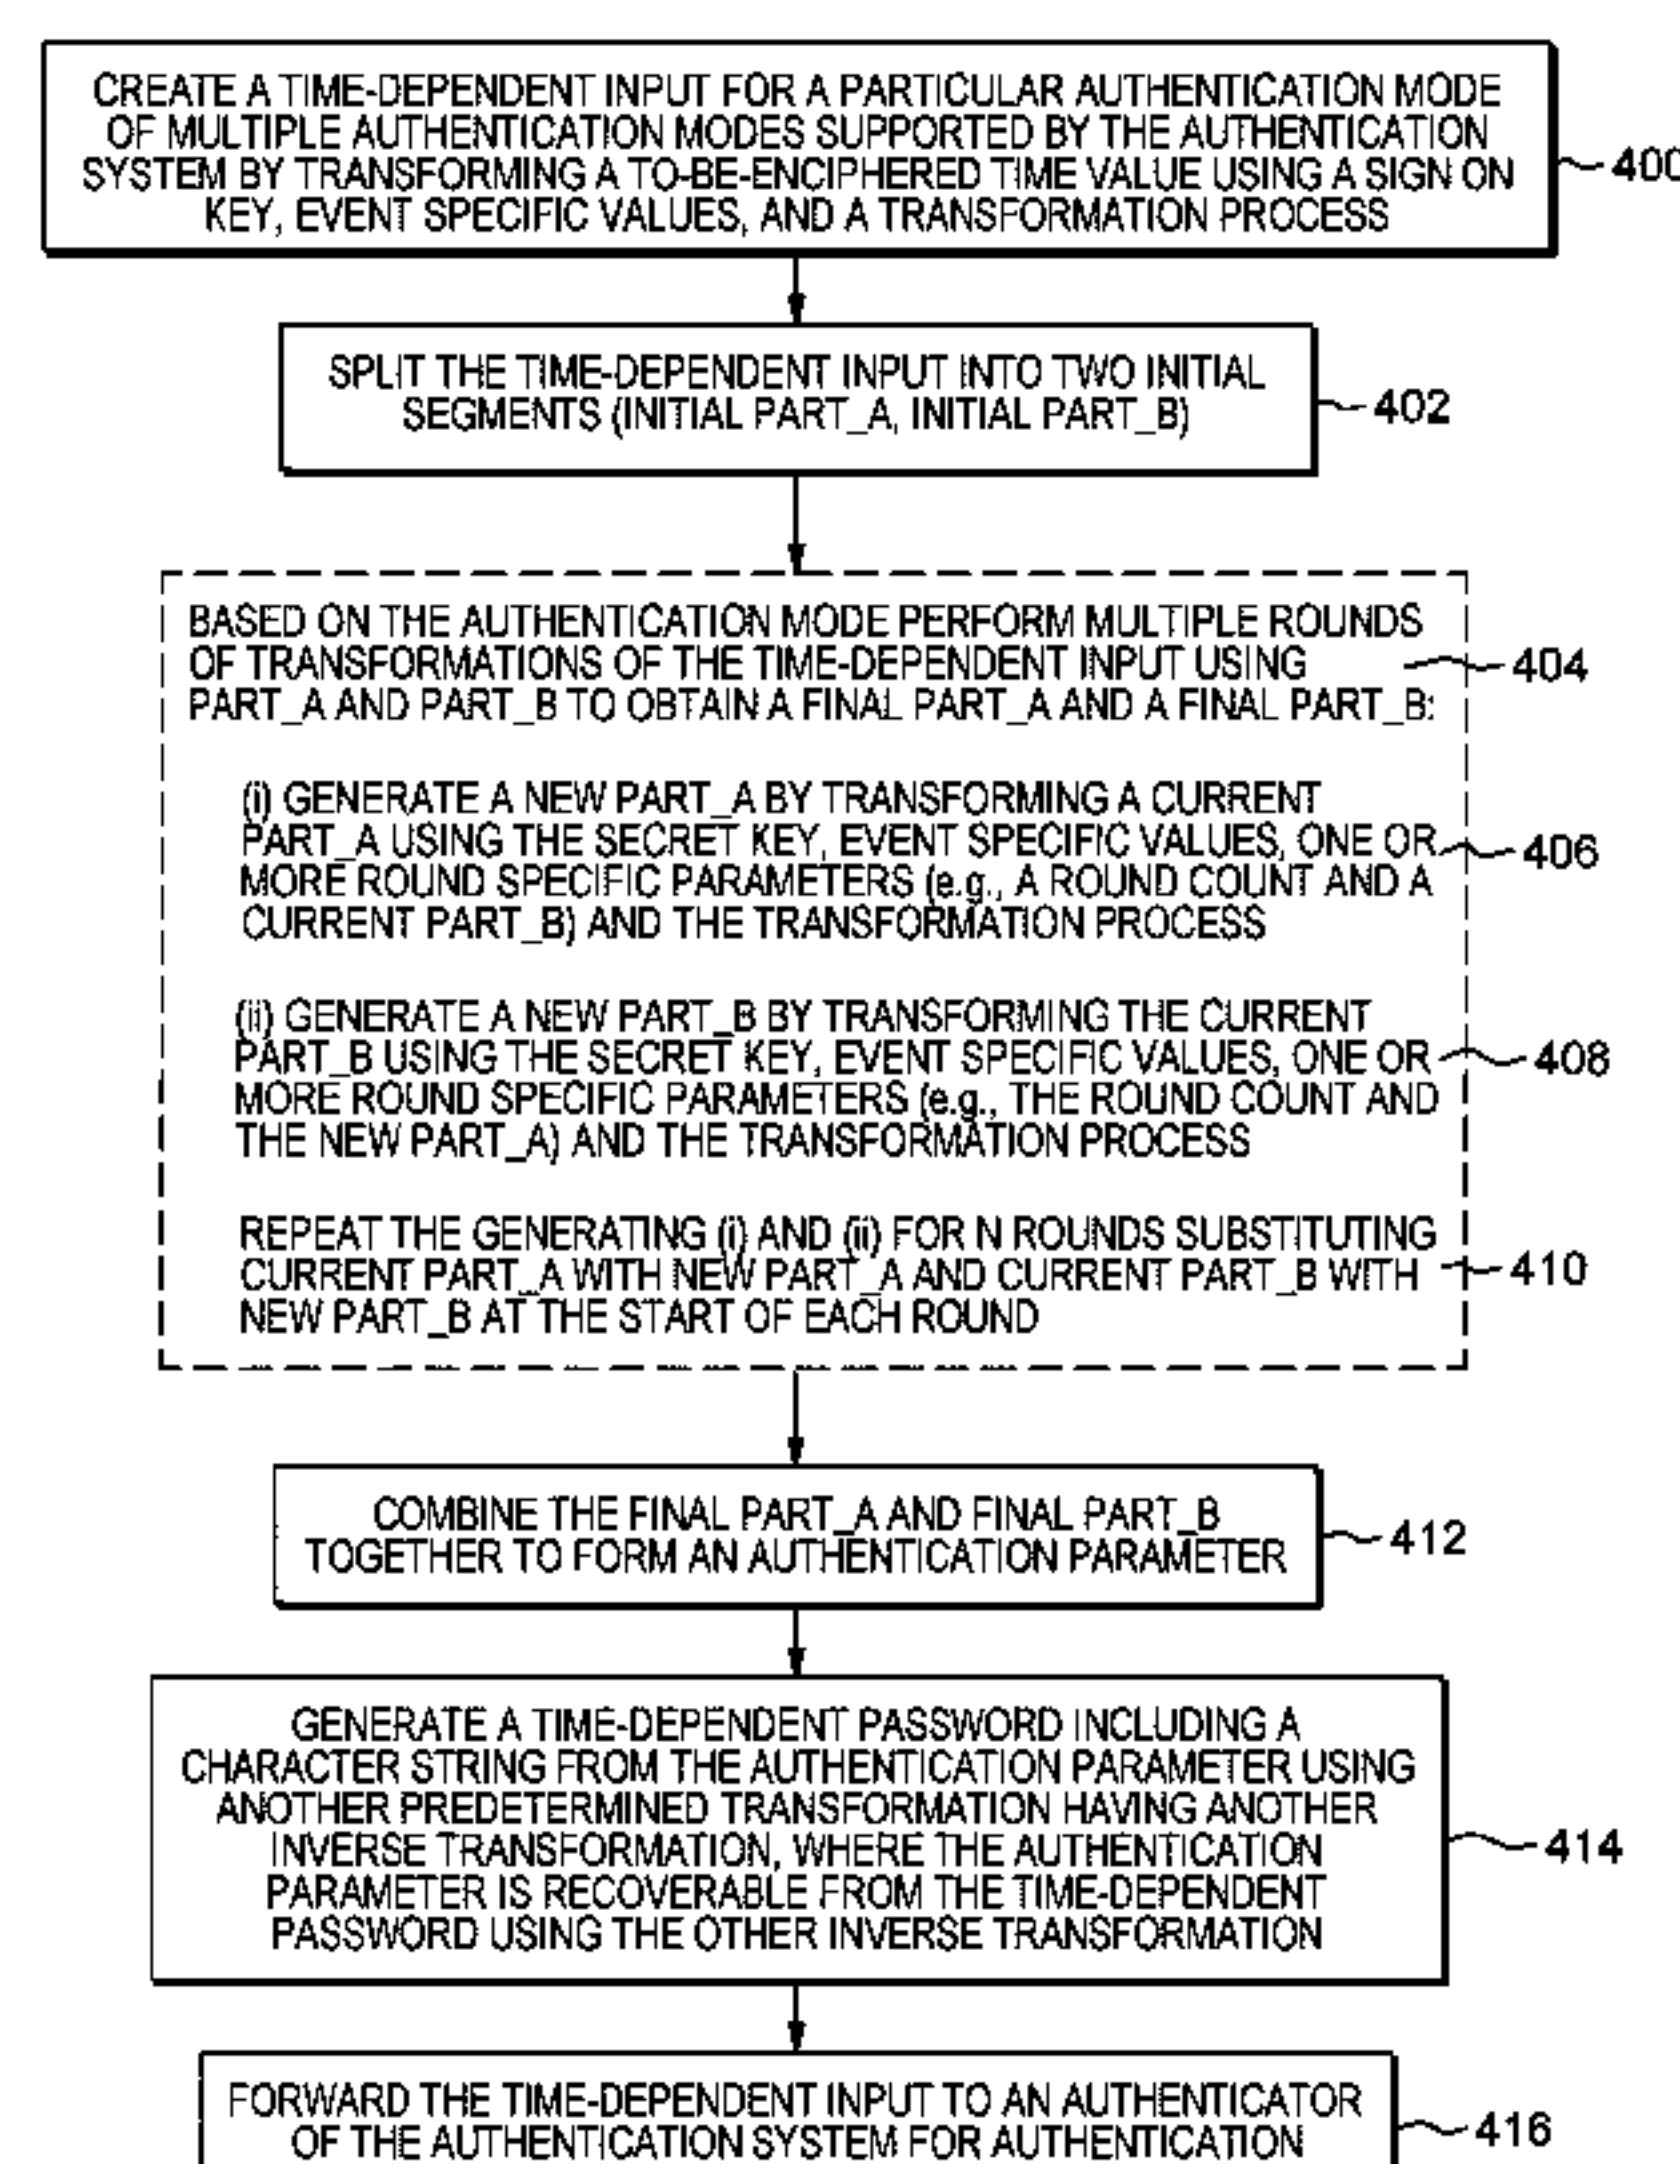 CREATE A TIME-DEPENDENT INPUT FOR A PARTICULAR AUTHENTICATION MODE
OF MULTIPLE AUTHENTICATION MODES SUPPORTED BY THE AUTHENTICATION
SYSTEM BY TRANSFORMING A TO-BE-ENCIPHERED TIME VALUE USING A SIGN ON
KEY, EVENT SPECIFIC VALUES, AND A TRANSFORMATION PROCESS
400
SPLIT THE TIME-DEPENDENT INPUT INTO TWO INITIAL
SEGMENTS (INITIAL PART_A, INITIAL PART_B)
402
BASED ON THE AUTHENTICATION MODE PERFORM MULTIPLE ROUNDS
OF TRANSFORMATIONS OF THE TIME-DEPENDENT INPUT USING
PART_A AND PART_B TO OBTAIN A FINAL PART_A AND A FINAL PART_B:
404
(i) GENERATE A NEW PART_A BY TRANSFORMING A CURRENT
PART_A USING THE SECRET KEY, EVENT SPECIFIC VALUES, ONE OR
MORE ROUND SPECIFIC PARAMETERS (e.g., A ROUND COUNT AND A
CURRENT PART_B) AND THE TRANSFORMATION PROCESS
406
(ii) GENERATE A NEW PART_B BY TRANSFORMING THE CURRENT
PART_B USING THE SECRET KEY, EVENT SPECIFIC VALUES, ONE OR
MORE ROUND SPECIFIC PARAMETERS (e.g., THE ROUND COUNT AND
THE NEW PART_A) AND THE TRANSFORMATION PROCESS
408
REPEAT THE GENERATING (i) AND (ii) FOR N ROUNDS SUBSTITUTING
CURRENT PART_A WITH NEW PART_A AND CURRENT PART_B WITH
NEW PART_B AT THE START OF EACH ROUND
410
COMBINE THE FINAL PART_A AND FINAL PART_B
TOGETHER TO FORM AN AUTHENTICATION PARAMETER
412
GENERATE A TIME-DEPENDENT PASSWORD INCLUDING A
CHARACTER STRING FROM THE AUTHENTICATION PARAMETER USING
ANOTHER PREDETERMINED TRANSFORMATION HAVING ANOTHER
INVERSE TRANSFORMATION, WHERE THE AUTHENTICATION
PARAMETER IS RECOVERABLE FROM THE TIME-DEPENDENT
PASSWORD USING THE OTHER INVERSE TRANSFORMATION
414
FORWARD THE TIME-DEPENDENT INPUT TO AN AUTHENTICATOR
OF THE AUTHENTICATION SYSTEM FOR AUTHENTICATION
416